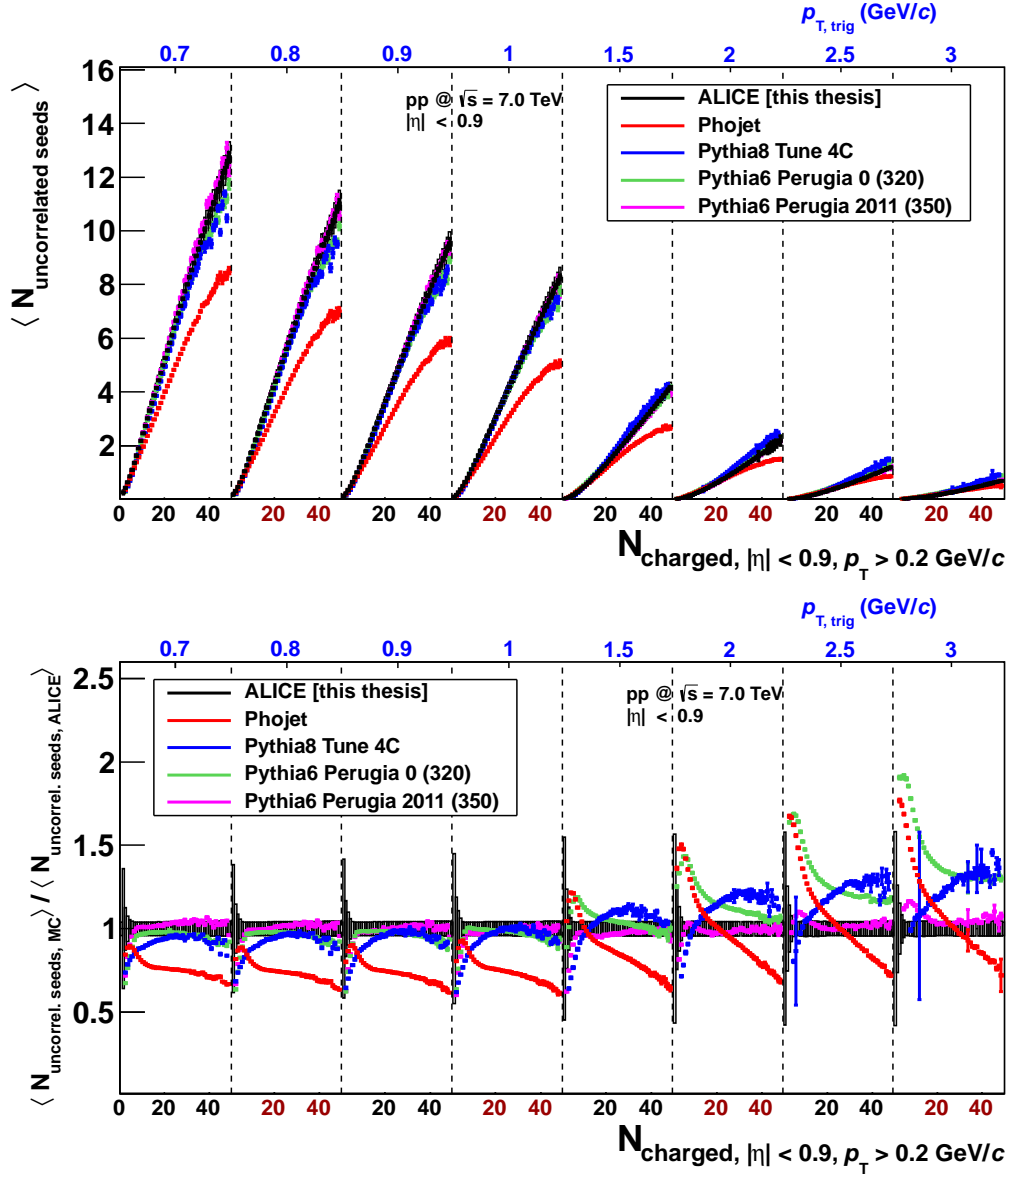 p_T, trig (GeV/c)
0.7 0.8 0.9 1 1.5 2 2.5 3
⟨ N_uncorrelated seeds ⟩
16
14
12
10
8
6
4
2
pp @ √s = 7.0 TeV
|η| < 0.9
ALICE [this thesis]
Phojet
Pythia8 Tune 4C
Pythia6 Perugia 0 (320)
Pythia6 Perugia 2011 (350)
0 20 40 20 40 20 40 20 40 20 40 20 40 20 40 20 40
N_charged, |η| < 0.9, p_T > 0.2 GeV/c
p_T, trig (GeV/c)
0.7 0.8 0.9 1 1.5 2 2.5 3
⟨ N_uncorrel. seeds, MC ⟩ / ⟨ N_uncorrel. seeds, ALICE ⟩
2.5
2
1.5
1
0.5
ALICE [this thesis]
Phojet
Pythia8 Tune 4C
Pythia6 Perugia 0 (320)
Pythia6 Perugia 2011 (350)
pp @ √s = 7.0 TeV
|η| < 0.9
0 20 40 20 40 20 40 20 40 20 40 20 40 20 40 20 40
N_charged, |η| < 0.9, p_T > 0.2 GeV/c